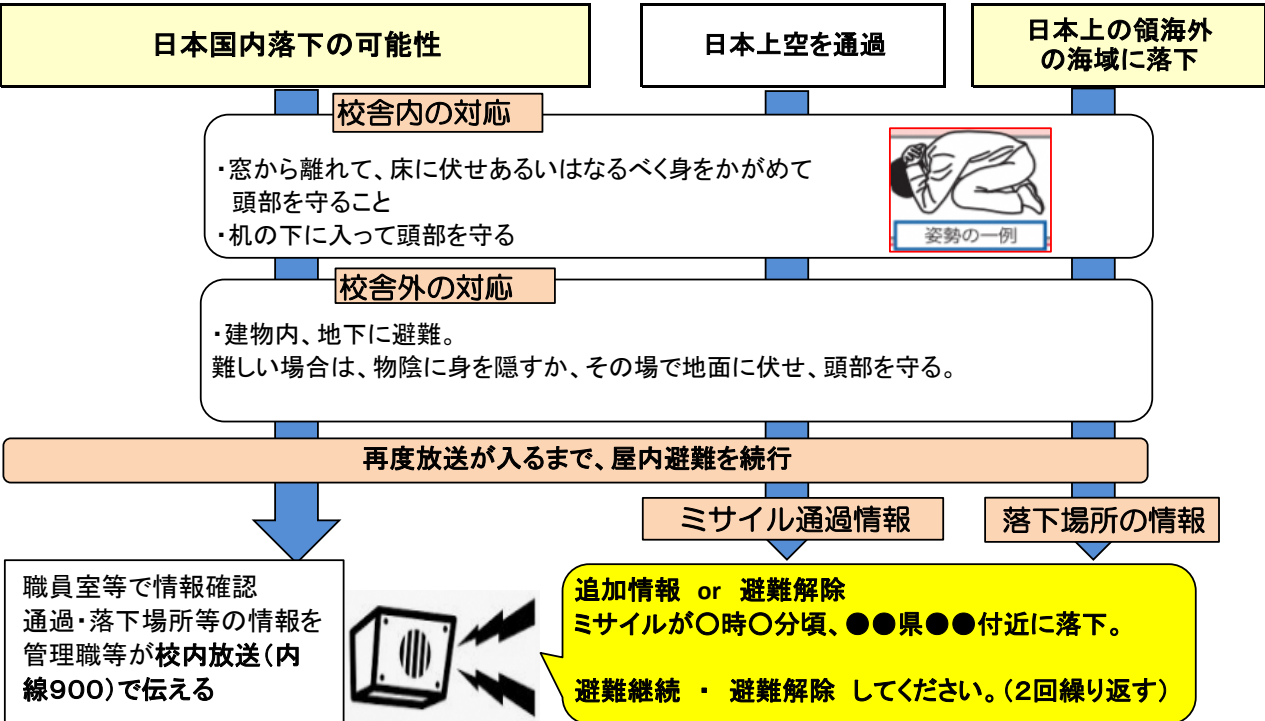 日本国内落下の可能性
日本上空を通過
日本上の領海外
の海域に落下
校舎内の対応
・窓から離れて、床に伏せあるいはなるべく身をかがめて
頭部を守ること
・机の下に入って頭部を守る
姿勢の一例
校舎外の対応
・建物内、地下に避難。
難しい場合は、物陰に身を隠すか、その場で地面に伏せ、頭部を守る。
再度放送が入るまで、屋内避難を続行
ミサイル通過情報
落下場所の情報
職員室等で情報確認
通過・落下場所等の情報を
管理職等が校内放送(内
線900)で伝える
追加情報 or 避難解除
ミサイルが〇時〇分頃、●●県●●付近に落下。
避難継続 ・ 避難解除 してください。(2回繰り返す)